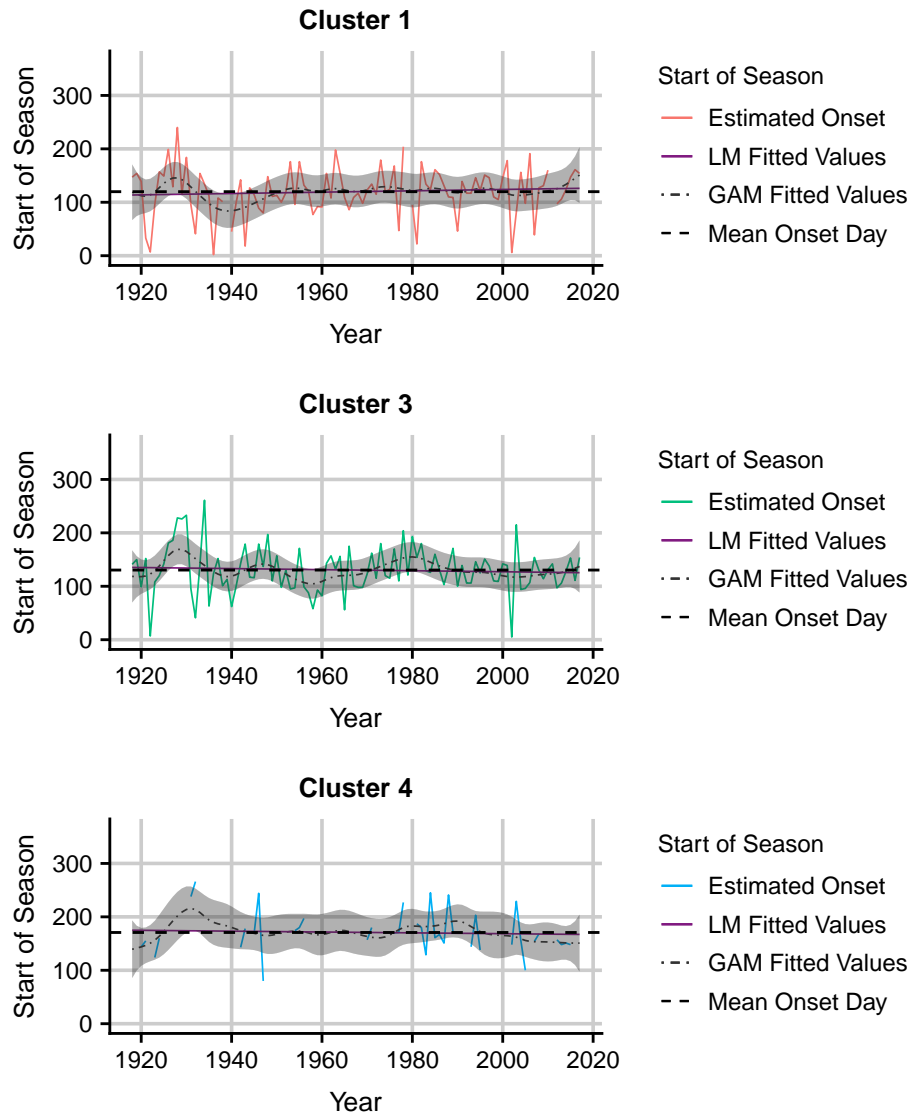 Cluster 1
Start of Season
300
200
100
0
1920 1940 1960 1980 2000 2020
Year
Start of Season
Estimated Onset
LM Fitted Values
GAM Fitted Values
Mean Onset Day
Cluster 3
Start of Season
300
200
100
0
1920 1940 1960 1980 2000 2020
Year
Start of Season
Estimated Onset
LM Fitted Values
GAM Fitted Values
Mean Onset Day
Cluster 4
Start of Season
300
200
100
0
1920 1940 1960 1980 2000 2020
Year
Start of Season
Estimated Onset
LM Fitted Values
GAM Fitted Values
Mean Onset Day